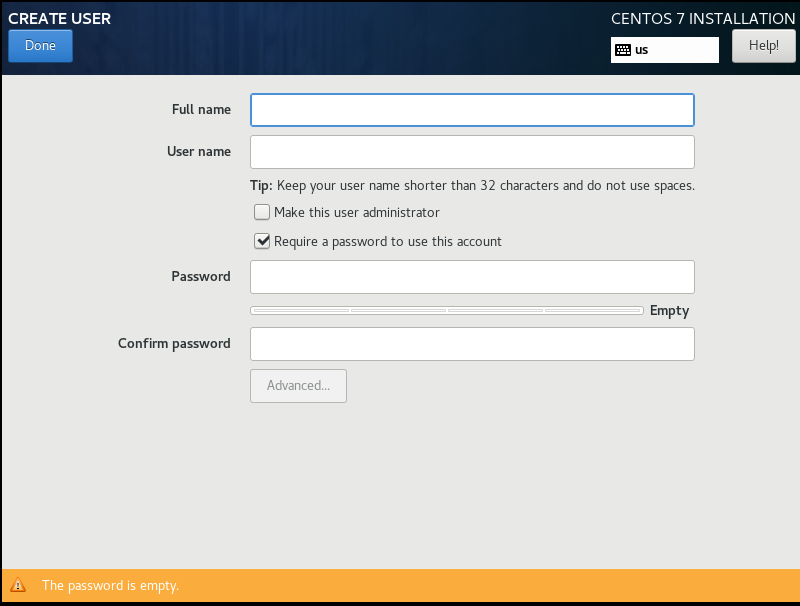 CREATE USER
CENTOS 7 INSTALLATION
Done
us
Help!
Full name
User name
Tip: Keep your user name shorter than 32 characters and do not use spaces.
Make this user administrator
Require a password to use this account
Password
Empty
Confirm password
Advanced...
The password is empty.